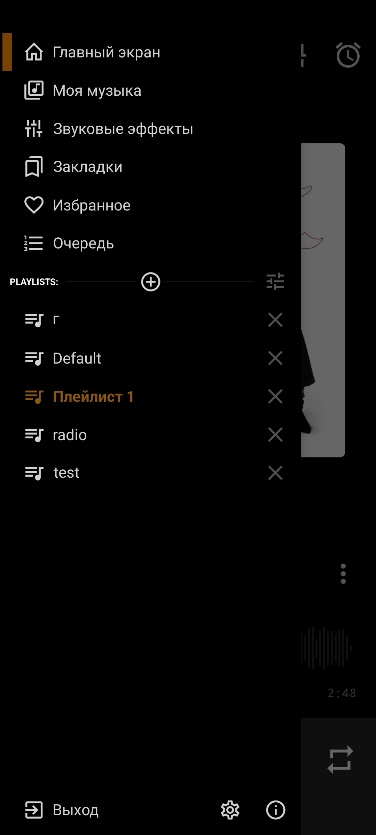 Главный экран
Моя музыка
Звуковые эффекты
Закладки
Избранное
Очередь
PLAYLISTS:
г
Default
Плейлист 1
radio
test
2:48
Выход